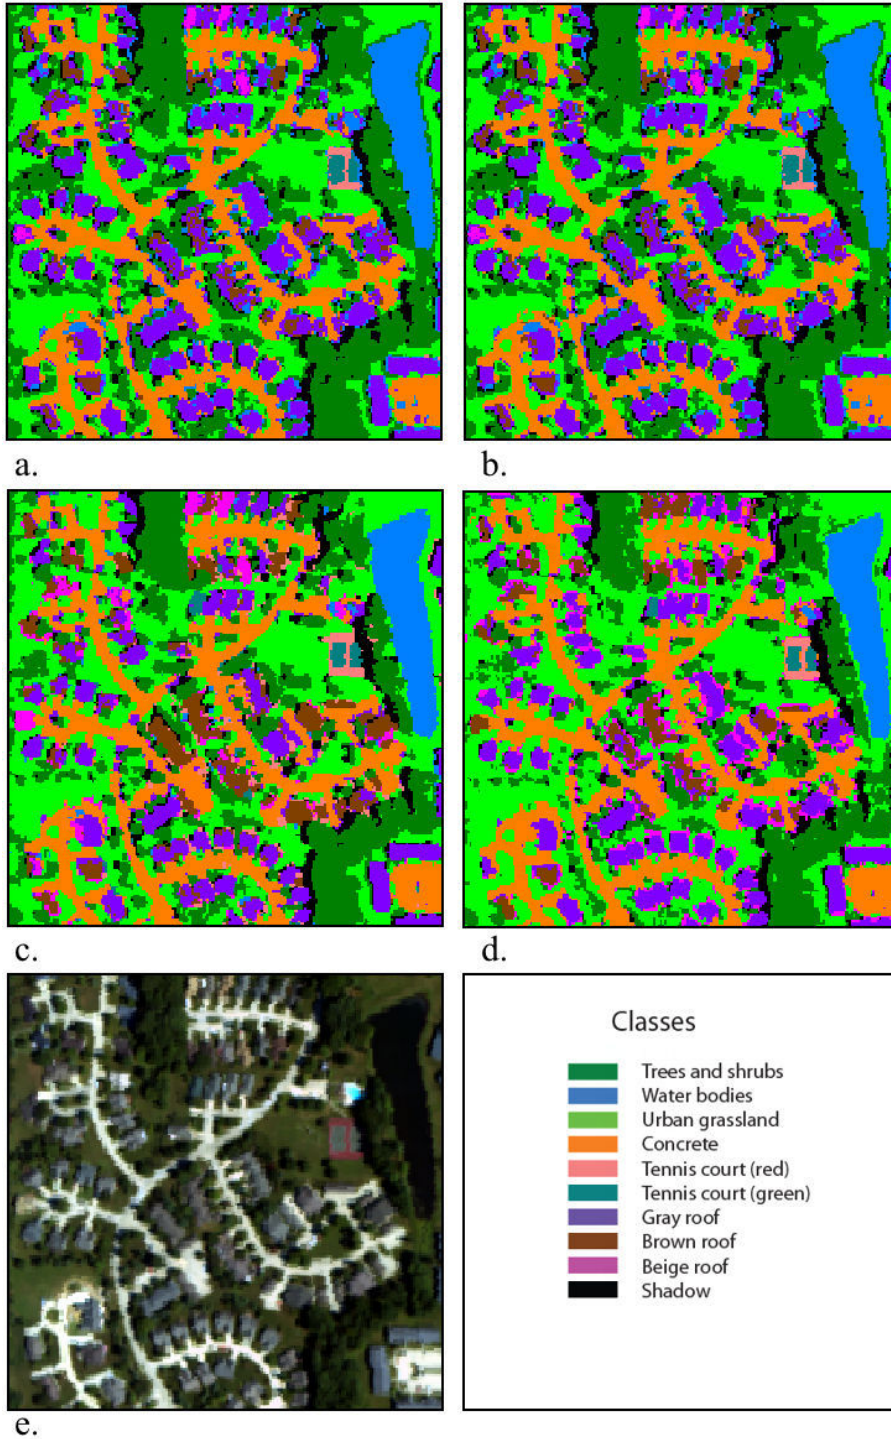 a.
b.
c.
d.
e.
Classes
Trees and shrubs
Water bodies
Urban grassland
Concrete
Tennis court (red)
Tennis court (green)
Gray roof
Brown roof
Beige roof
Shadow